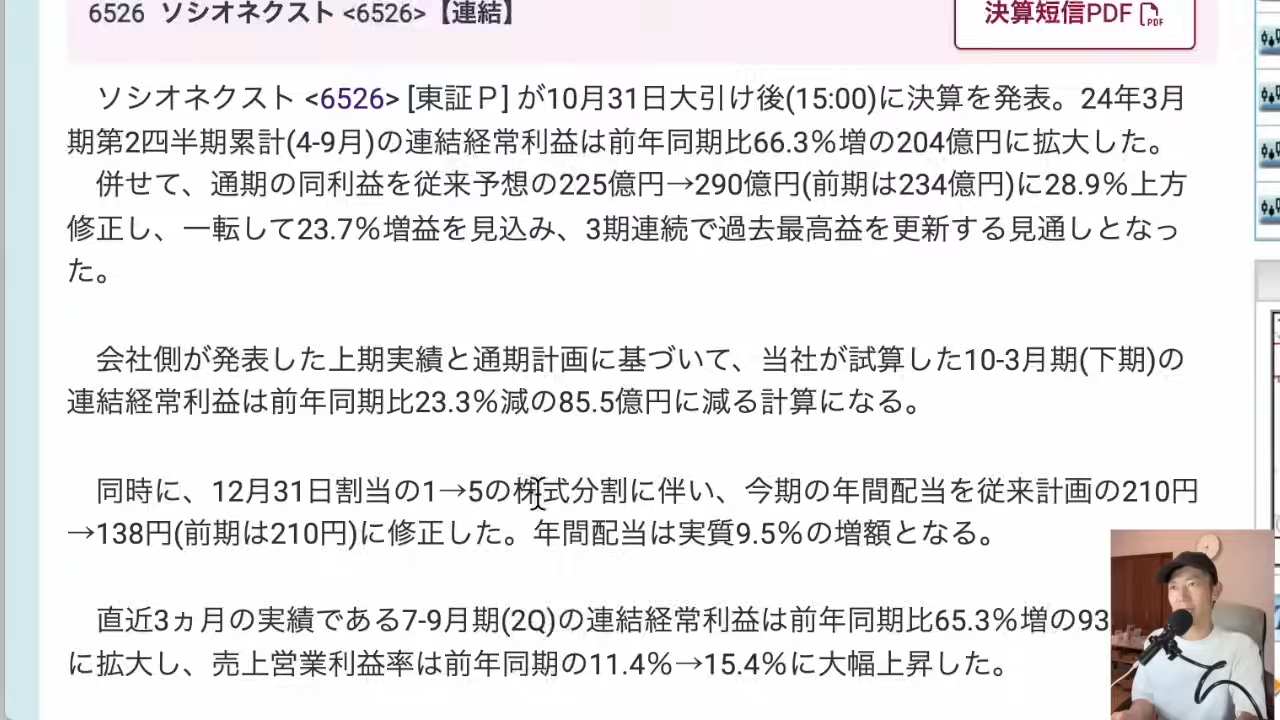 6526 ソシオネクスト <6526>【連結】
決算短信PDF PDF
ソシオネクスト <6526> [東証Ｐ] が10月31日大引け後(15:00)に決算を発表。24年3月
期第2四半期累計(4-9月)の連結経常利益は前年同期比66.3％増の204億円に拡大した。
併せて、通期の同利益を従来予想の225億円→290億円(前期は234億円)に28.9％上方
修正し、一転して23.7％増益を見込み、3期連続で過去最高益を更新する見通しとなっ
た。
会社側が発表した上期実績と通期計画に基づいて、当社が試算した10-3月期(下期)の
連結経常利益は前年同期比23.3％減の85.5億円に減る計算になる。
同時に、12月31日割当の1→5の株式分割に伴い、今期の年間配当を従来計画の210円
→138円(前期は210円)に修正した。年間配当は実質9.5％の増額となる。
直近3ヵ月の実績である7-9月期(2Q)の連結経常利益は前年同期比65.3％増の93
に拡大し、売上営業利益率は前年同期の11.4％→15.4％に大幅上昇した。